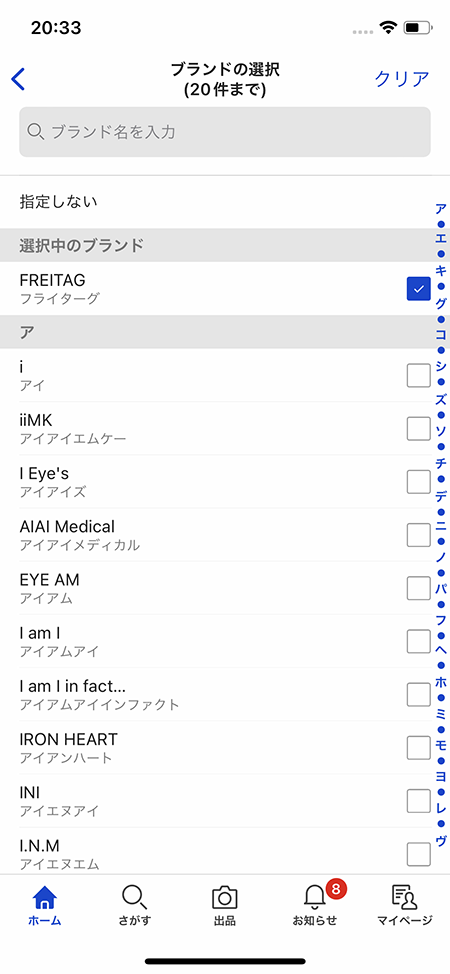 20:33
ブランドの選択
(20件まで)
クリア
ブランド名を入力
指定しない
選択中のブランド
FREITAG
フライターグ
ア
i
アイ
iiMK
アイアイエムケー
I Eye's
アイアイズ
AIAI Medical
アイアイメディカル
EYE AM
アイアム
I am I
アイアムアイ
I am I in fact...
アイアムアイインファクト
IRON HEART
アイアンハート
INI
アイエヌアイ
I.N.M
アイエヌエム
ア
エ
キ
グ
コ
シ
ズ
ソ
チ
デ
ニ
ノ
パ
フ
ヘ
ホ
ミ
モ
ヨ
レ
ヴ
ホーム
さがす
出品
8
お知らせ
マイページ